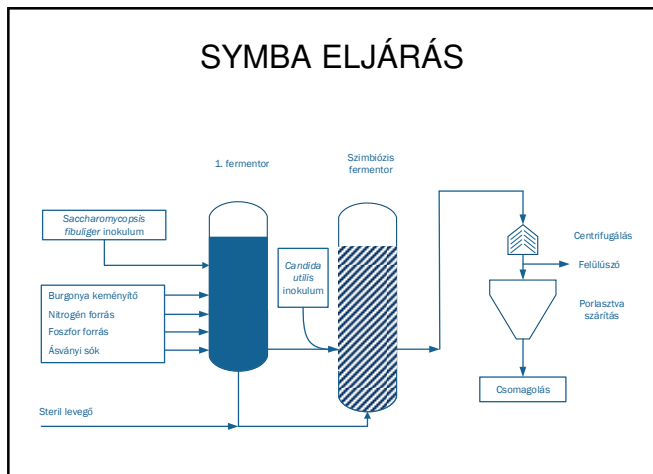 SYMBA ELJÁRÁS
1. fermentor
Szimbiózis
fermentor
Saccharomycopsis
fibuliger inokulum
Candida
utilis
inokulum
Burgonya keményítő
Nitrogén forrás
Foszfor forrás
Ásványi sók
Steril levegő
Centrifugálás
Felülúszó
Porlasztva
szárítás
Csomagolás